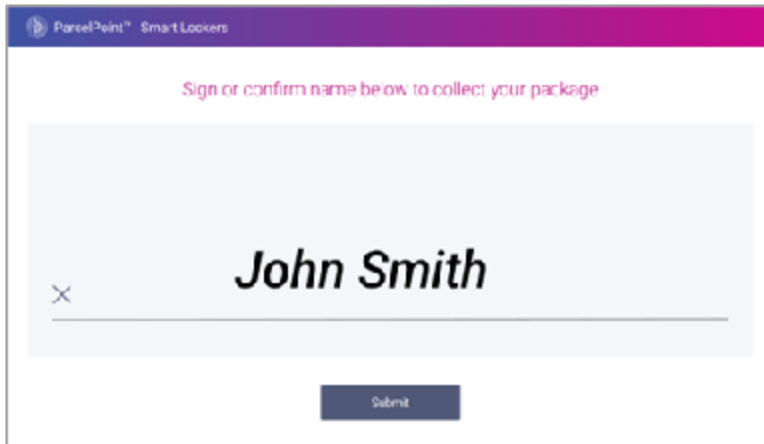 ParcelPoint™ Smart Lockers
Sign or confirm name below to collect your package
John Smith
Submit